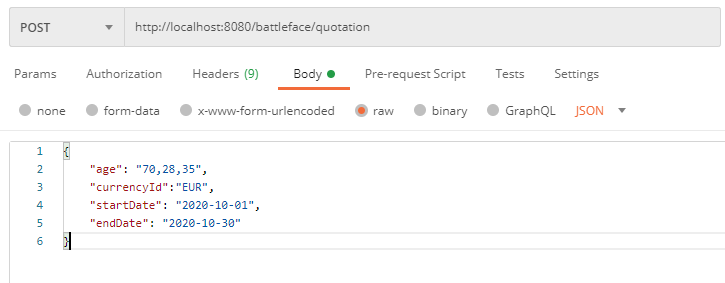 POST http://localhost:8080/battleface/quotation
Params Authorization Headers (9) Body Pre-request Script Tests Settings
none form-data x-www-form-urlencoded raw binary GraphQL JSON
1 {
2 "age": "70,28,35",
3 "currencyId":"EUR",
4 "startDate": "2020-10-01",
5 "endDate": "2020-10-30"
6 }